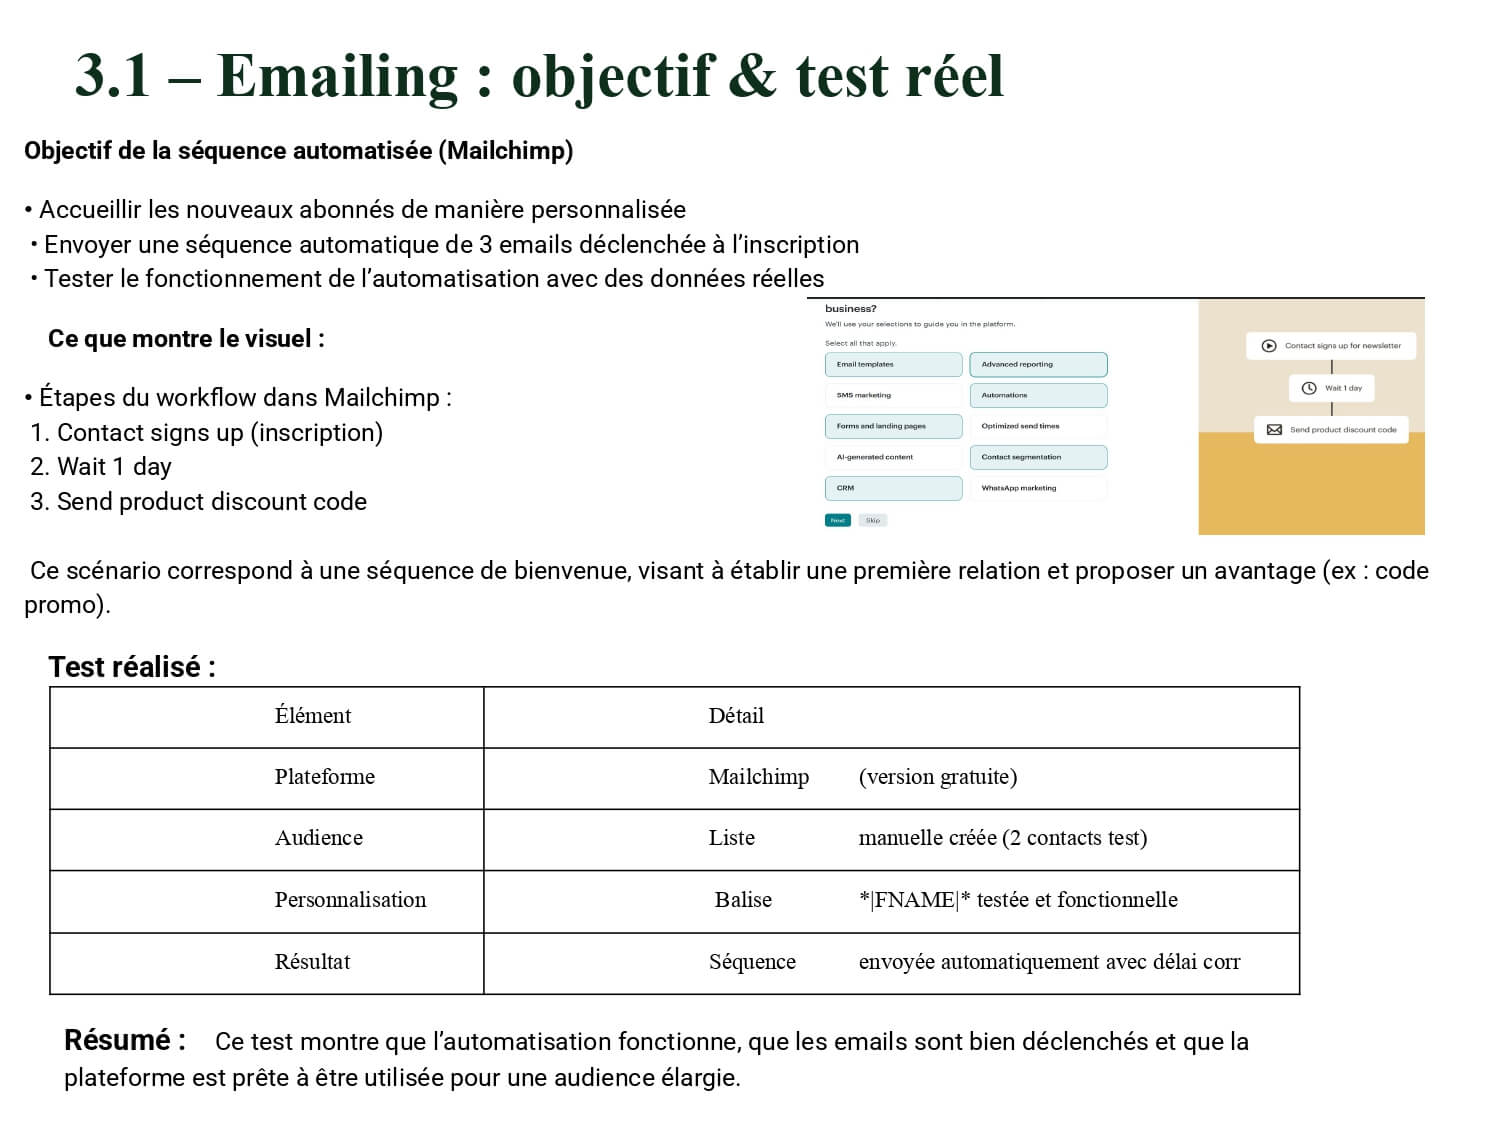 3.1 – Emailing : objectif & test réel
Objectif de la séquence automatisée (Mailchimp)
• Accueillir les nouveaux abonnés de manière personnalisée
• Envoyer une séquence automatique de 3 emails déclenchée à l’inscription
• Tester le fonctionnement de l’automatisation avec des données réelles
Ce que montre le visuel :
• Étapes du workflow dans Mailchimp :
1. Contact signs up (inscription)
2. Wait 1 day
3. Send product discount code
business?
We'll use your selections to guide you in the platform.
Select all that apply.
Email templates
Advanced reporting
SMS marketing
Automations
Forms and landing pages
Optimized send times
AI-generated content
Contact segmentation
CRM
WhatsApp marketing
Next
Skip
Contact signs up for newsletter
Wait 1 day
Send product discount code
Ce scénario correspond à une séquence de bienvenue, visant à établir une première relation et proposer un avantage (ex : code
promo).
Test réalisé :
Élément Détail
Plateforme Mailchimp (version gratuite)
Audience Liste manuelle créée (2 contacts test)
Personnalisation Balise *|FNAME|* testée et fonctionnelle
Résultat Séquence envoyée automatiquement avec délai corr
Résumé : Ce test montre que l’automatisation fonctionne, que les emails sont bien déclenchés et que la
plateforme est prête à être utilisée pour une audience élargie.